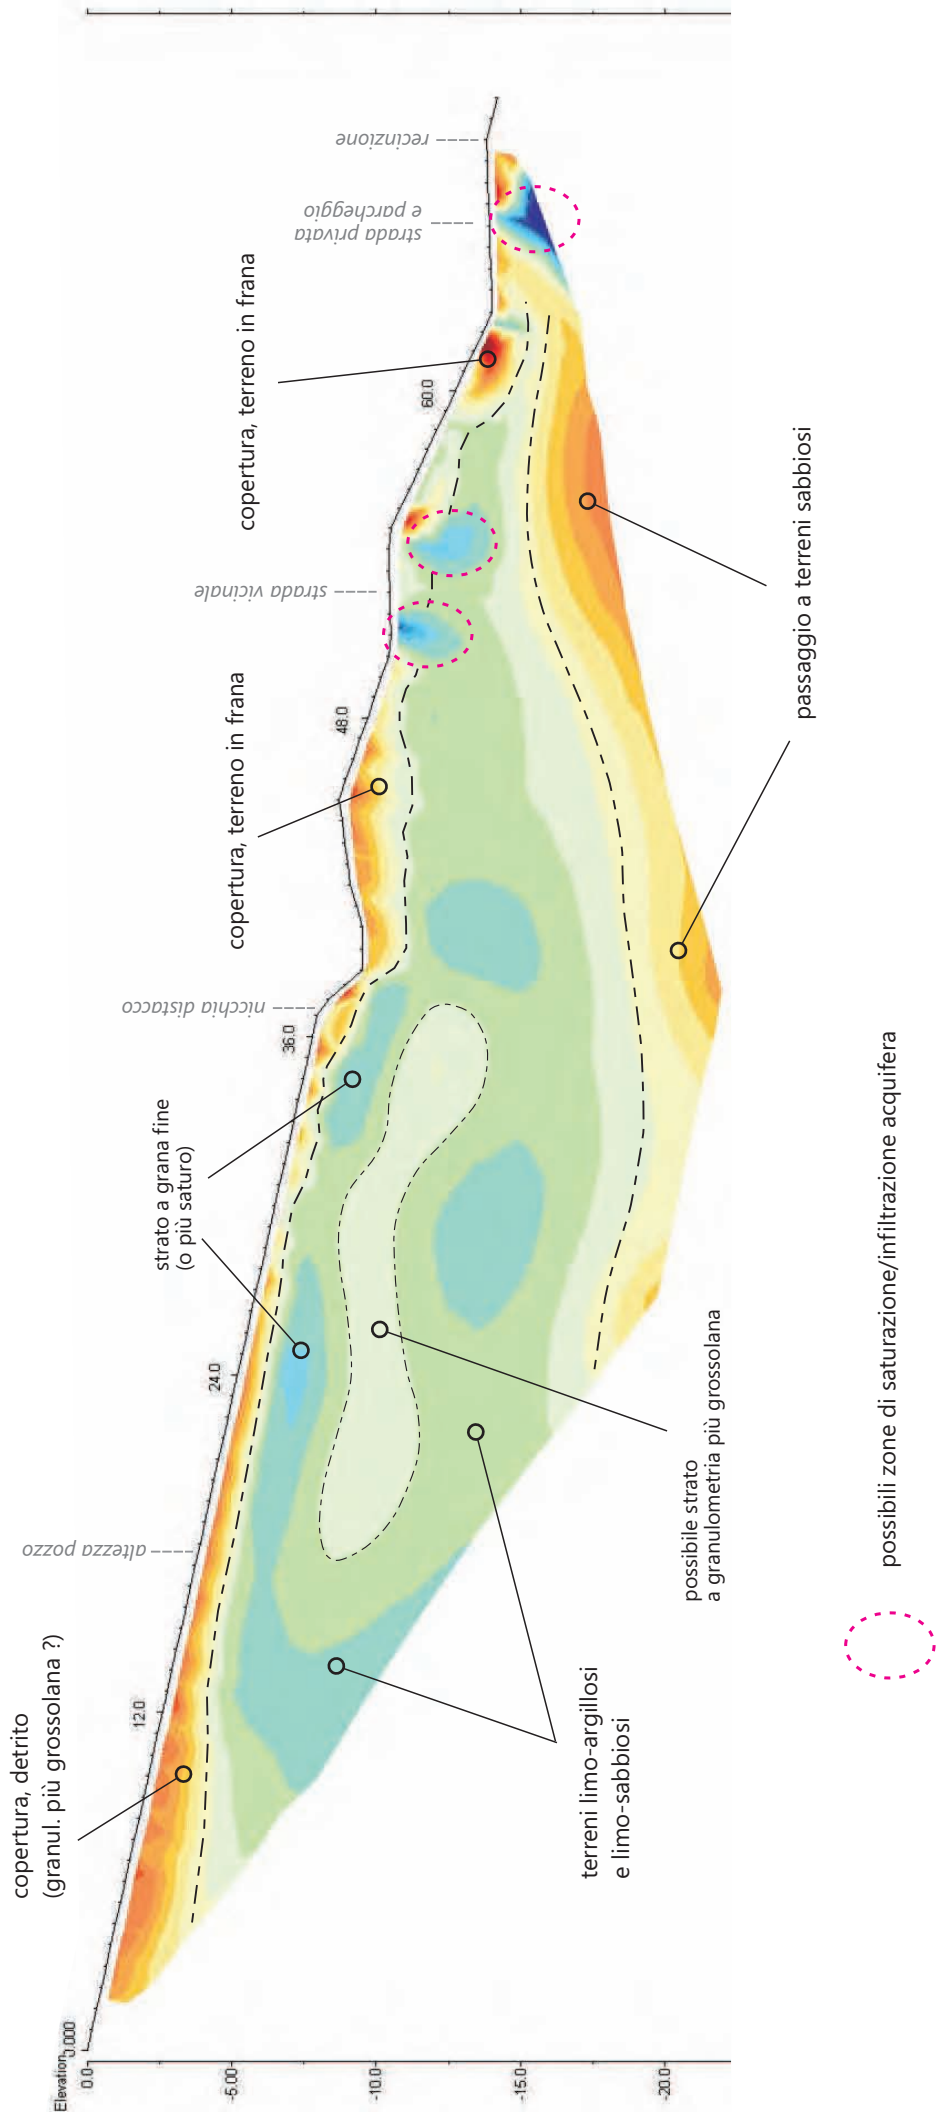 copertura, detrito
(granul. più grossolana ?)
altezza pozzo
strato a grana fine
(o più saturo)
nicchia distacco
copertura, terreno in frana
strada vicinale
copertura, terreno in frana
strada privata
e parcheggio
recinzione
Elevation
0.000
12.0
24.0
36.0
48.0
60.0
0.0
-5.00
-10.0
-15.0
-20.0
terreni limo-argillosi
e limo-sabbiosi
possibile strato
a granulometria più grossolana
passaggio a terreni sabbiosi
possibili zone di saturazione/infiltrazione acquifera